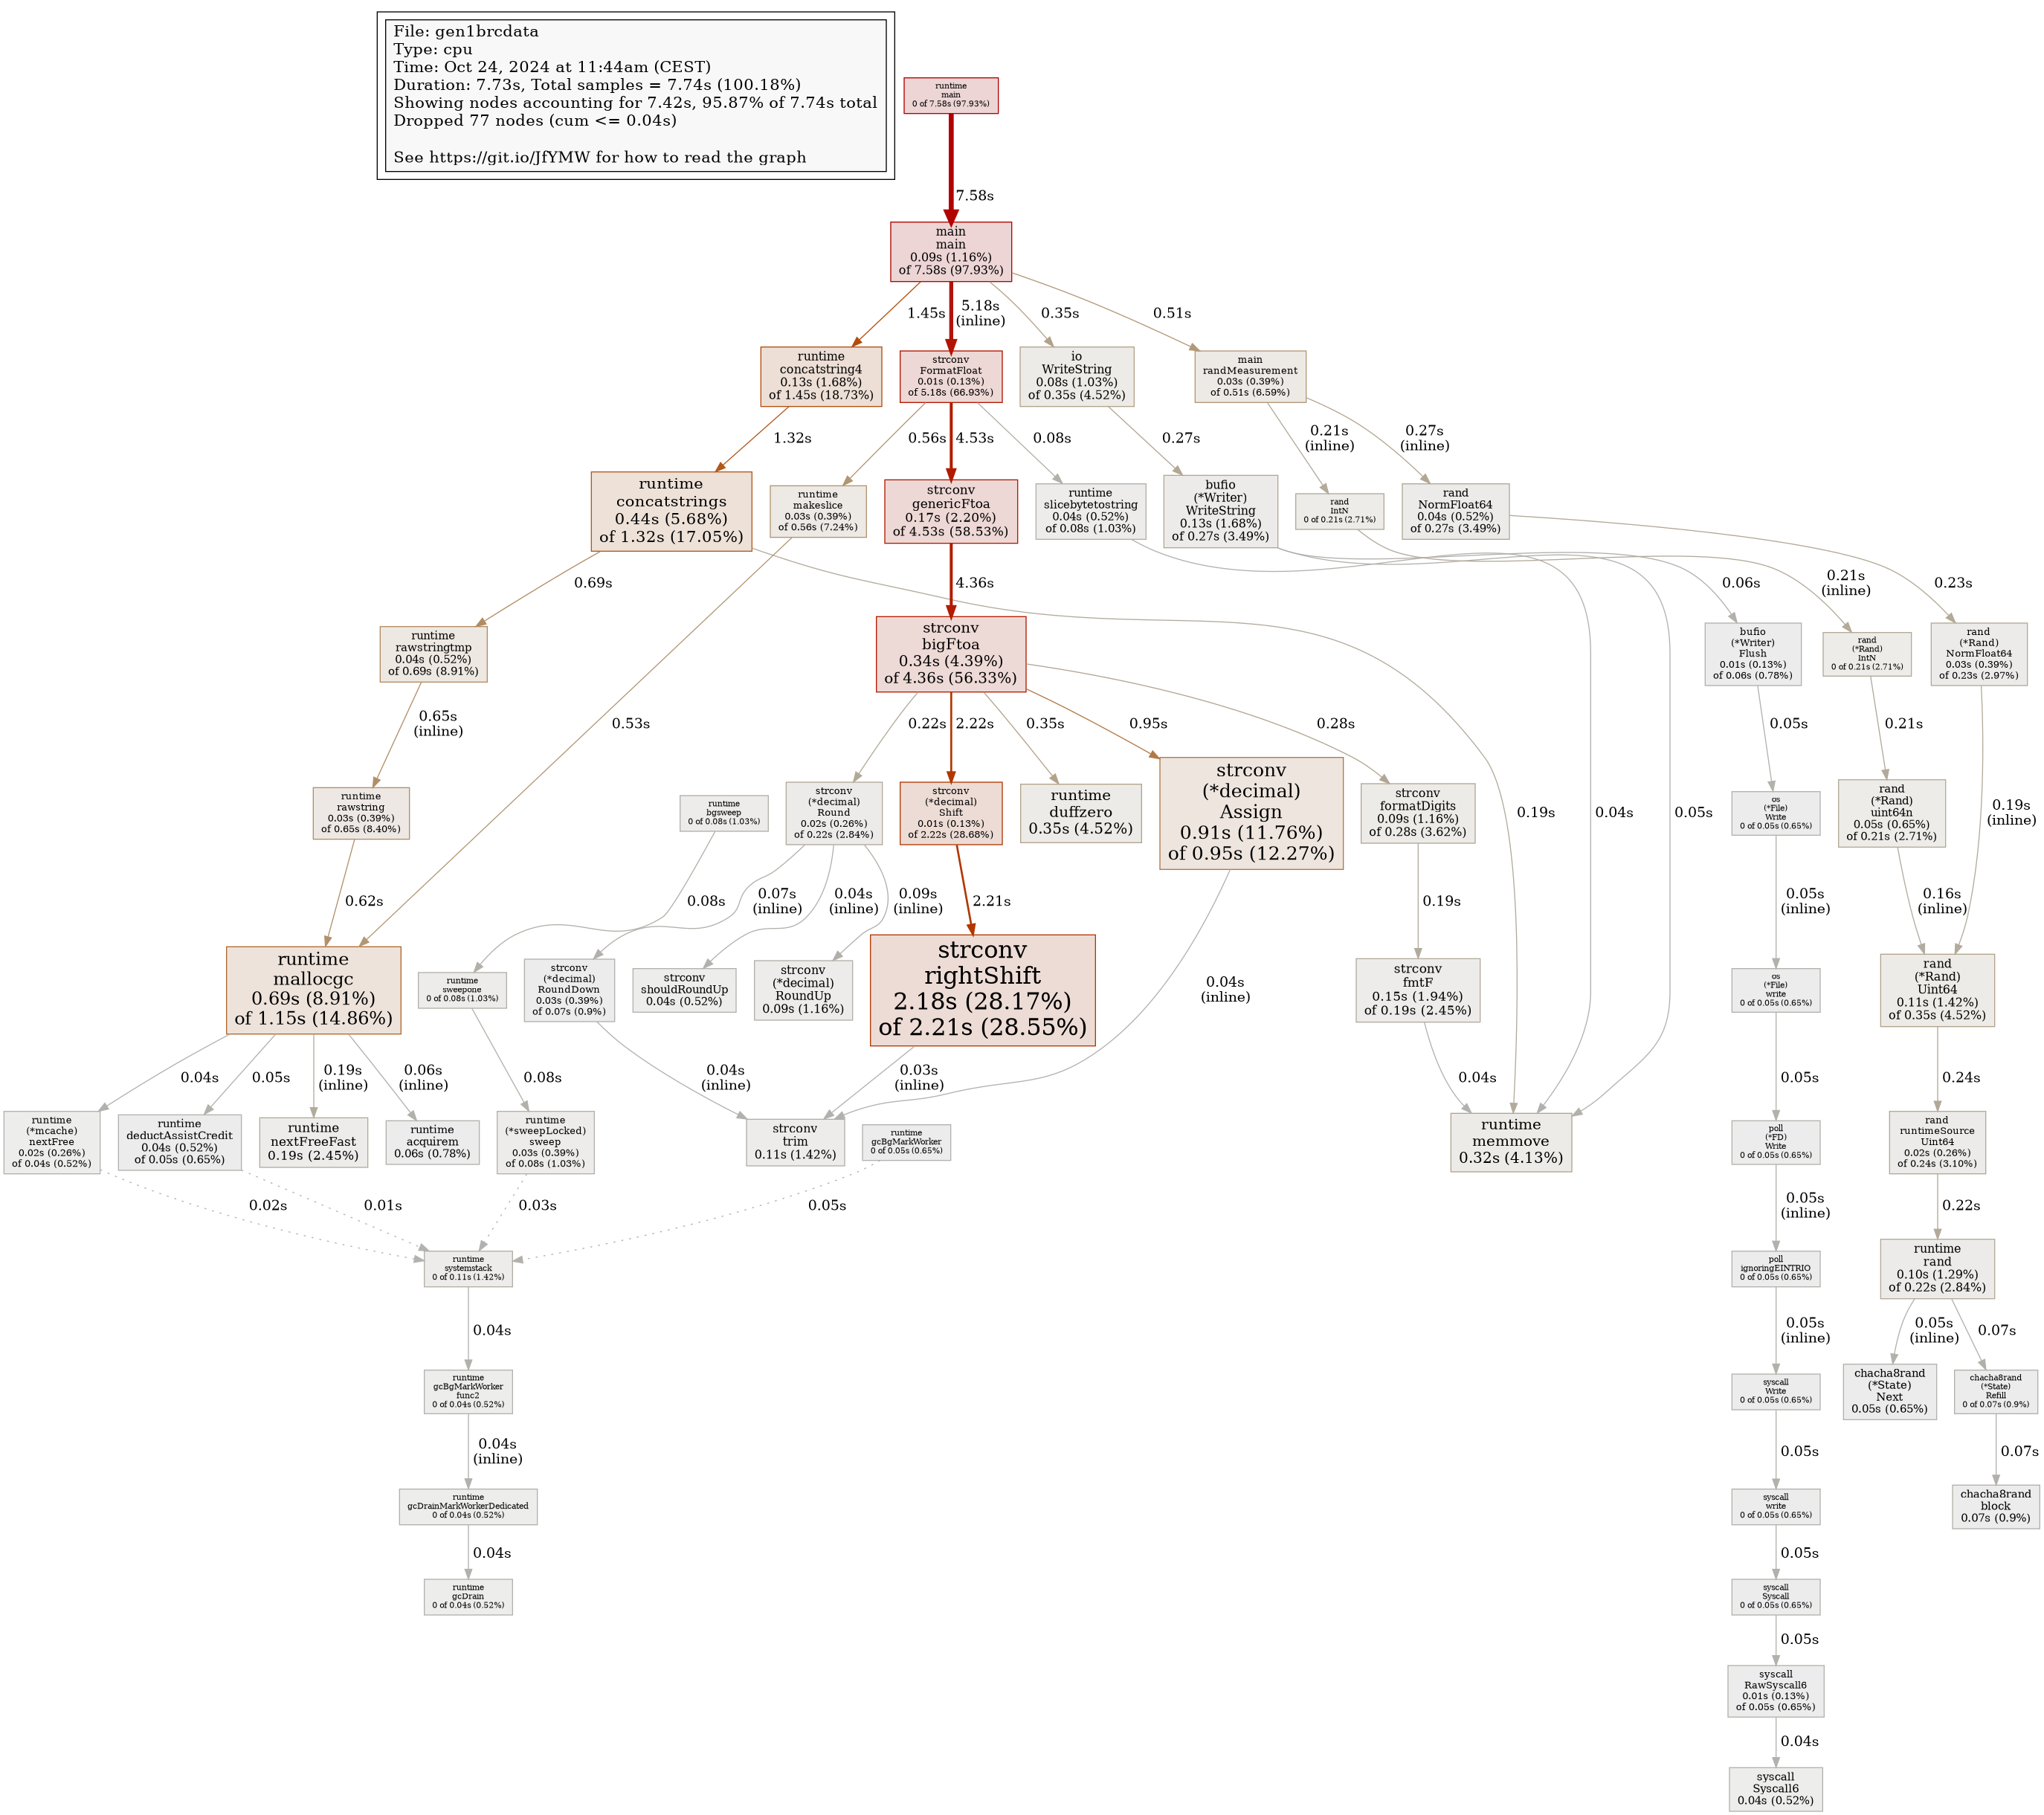 File: gen1brcdata
Type: cpu
Time: Oct 24, 2024 at 11:44am (CEST)
Duration: 7.73s, Total samples = 7.74s (100.18%)
Showing nodes accounting for 7.42s, 95.87% of 7.74s total
Dropped 77 nodes (cum <= 0.04s)
See https://git.io/JfYMW for how to read the graph
runtime
main
0 of 7.58s (97.93%)
7.58s
main
main
0.09s (1.16%)
of 7.58s (97.93%)
1.45s
5.18s
(inline)
0.35s
0.51s
runtime
concatstring4
0.13s (1.68%)
of 1.45s (18.73%)
strconv
FormatFloat
0.01s (0.13%)
of 5.18s (66.93%)
io
WriteString
0.08s (1.03%)
of 0.35s (4.52%)
main
randMeasurement
0.03s (0.39%)
of 0.51s (6.59%)
1.32s
0.56s
4.53s
0.08s
0.27s
0.21s
(inline)
0.27s
(inline)
runtime
concatstrings
0.44s (5.68%)
of 1.32s (17.05%)
runtime
makeslice
0.03s (0.39%)
of 0.56s (7.24%)
strconv
genericFtoa
0.17s (2.20%)
of 4.53s (58.53%)
runtime
slicebytetostring
0.04s (0.52%)
of 0.08s (1.03%)
bufio
(*Writer)
WriteString
0.13s (1.68%)
of 0.27s (3.49%)
rand
IntN
0 of 0.21s (2.71%)
rand
NormFloat64
0.04s (0.52%)
of 0.27s (3.49%)
0.69s
4.36s
0.06s
0.21s
(inline)
0.23s
runtime
rawstringtmp
0.04s (0.52%)
of 0.69s (8.91%)
strconv
bigFtoa
0.34s (4.39%)
of 4.36s (56.33%)
bufio
(*Writer)
Flush
0.01s (0.13%)
of 0.06s (0.78%)
rand
(*Rand)
IntN
0 of 0.21s (2.71%)
rand
(*Rand)
NormFloat64
0.03s (0.39%)
of 0.23s (2.97%)
0.65s
(inline)
0.53s
0.22s
2.22s
0.35s
0.95s
0.28s
0.05s
0.21s
runtime
rawstring
0.03s (0.39%)
of 0.65s (8.40%)
runtime
bgsweep
0 of 0.08s (1.03%)
strconv
(*decimal)
Round
0.02s (0.26%)
of 0.22s (2.84%)
strconv
(*decimal)
Shift
0.01s (0.13%)
of 2.22s (28.68%)
runtime
duffzero
0.35s (4.52%)
strconv
(*decimal)
Assign
0.91s (11.76%)
of 0.95s (12.27%)
strconv
formatDigits
0.09s (1.16%)
of 0.28s (3.62%)
0.19s
0.04s
0.05s
os
(*File)
Write
0 of 0.05s (0.65%)
rand
(*Rand)
uint64n
0.05s (0.65%)
of 0.21s (2.71%)
0.19s
(inline)
0.62s
0.08s
0.07s
(inline)
0.04s
(inline)
0.09s
(inline)
2.21s
0.19s
0.05s
(inline)
0.16s
(inline)
runtime
mallocgc
0.69s (8.91%)
of 1.15s (14.86%)
runtime
sweepone
0 of 0.08s (1.03%)
strconv
(*decimal)
RoundDown
0.03s (0.39%)
of 0.07s (0.9%)
strconv
shouldRoundUp
0.04s (0.52%)
strconv
(*decimal)
RoundUp
0.09s (1.16%)
strconv
rightShift
2.18s (28.17%)
of 2.21s (28.55%)
0.04s
(inline)
strconv
fmtF
0.15s (1.94%)
of 0.19s (2.45%)
os
(*File)
write
0 of 0.05s (0.65%)
rand
(*Rand)
Uint64
0.11s (1.42%)
of 0.35s (4.52%)
0.04s
0.05s
0.19s
(inline)
0.06s
(inline)
0.08s
0.04s
(inline)
0.03s
(inline)
0.04s
0.05s
0.24s
runtime
(*mcache)
nextFree
0.02s (0.26%)
of 0.04s (0.52%)
runtime
deductAssistCredit
0.04s (0.52%)
of 0.05s (0.65%)
runtime
nextFreeFast
0.19s (2.45%)
runtime
acquirem
0.06s (0.78%)
runtime
(*sweepLocked)
sweep
0.03s (0.39%)
of 0.08s (1.03%)
strconv
trim
0.11s (1.42%)
runtime
gcBgMarkWorker
0 of 0.05s (0.65%)
runtime
memmove
0.32s (4.13%)
poll
(*FD)
Write
0 of 0.05s (0.65%)
rand
runtimeSource
Uint64
0.02s (0.26%)
of 0.24s (3.10%)
0.02s
0.01s
0.03s
0.05s
0.05s
(inline)
0.22s
runtime
systemstack
0 of 0.11s (1.42%)
poll
ignoringEINTRIO
0 of 0.05s (0.65%)
runtime
rand
0.10s (1.29%)
of 0.22s (2.84%)
0.04s
0.05s
(inline)
0.05s
(inline)
0.07s
runtime
gcBgMarkWorker
func2
0 of 0.04s (0.52%)
syscall
Write
0 of 0.05s (0.65%)
chacha8rand
(*State)
Next
0.05s (0.65%)
chacha8rand
(*State)
Refill
0 of 0.07s (0.9%)
0.04s
(inline)
0.05s
0.07s
runtime
gcDrainMarkWorkerDedicated
0 of 0.04s (0.52%)
syscall
write
0 of 0.05s (0.65%)
chacha8rand
block
0.07s (0.9%)
0.04s
0.05s
runtime
gcDrain
0 of 0.04s (0.52%)
syscall
Syscall
0 of 0.05s (0.65%)
0.05s
syscall
RawSyscall6
0.01s (0.13%)
of 0.05s (0.65%)
0.04s
syscall
Syscall6
0.04s (0.52%)